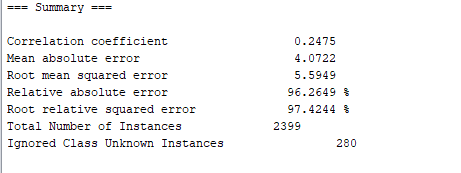 === Summary ===
Correlation coefficient 0.2475
Mean absolute error 4.0722
Root mean squared error 5.5949
Relative absolute error 96.2649 %
Root relative squared error 97.4244 %
Total Number of Instances 2399
Ignored Class Unknown Instances 280